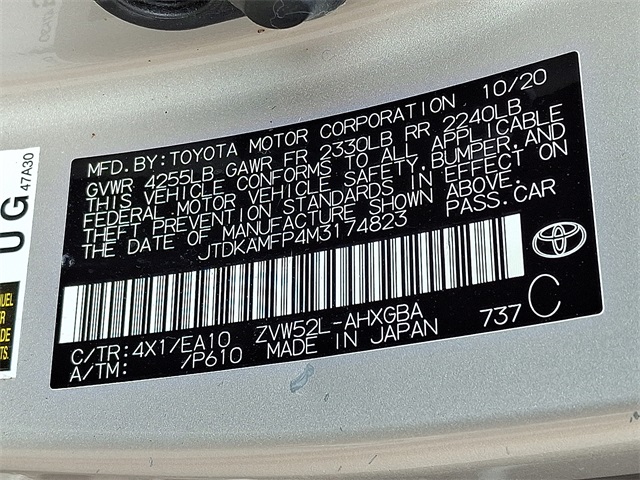 MFD. BY: TOYOTA MOTOR CORPORATION 10/20
GVWR 4255LB GAWR FR 2330LB RR 2240LB
THIS VEHICLE CONFORMS TO ALL APPLICABLE
FEDERAL MOTOR VEHICLE SAFETY, BUMPER, AND
THEFT PREVENTION STANDARDS IN EFFECT ON
THE DATE OF MANUFACTURE SHOWN ABOVE.
JTDKAMFP4M3174823 PASS. CAR
C/TR: 4X1/EA10 ZVW52L-AHXGBA 737 C
A/TM: /P610 MADE IN JAPAN
UG
47A30